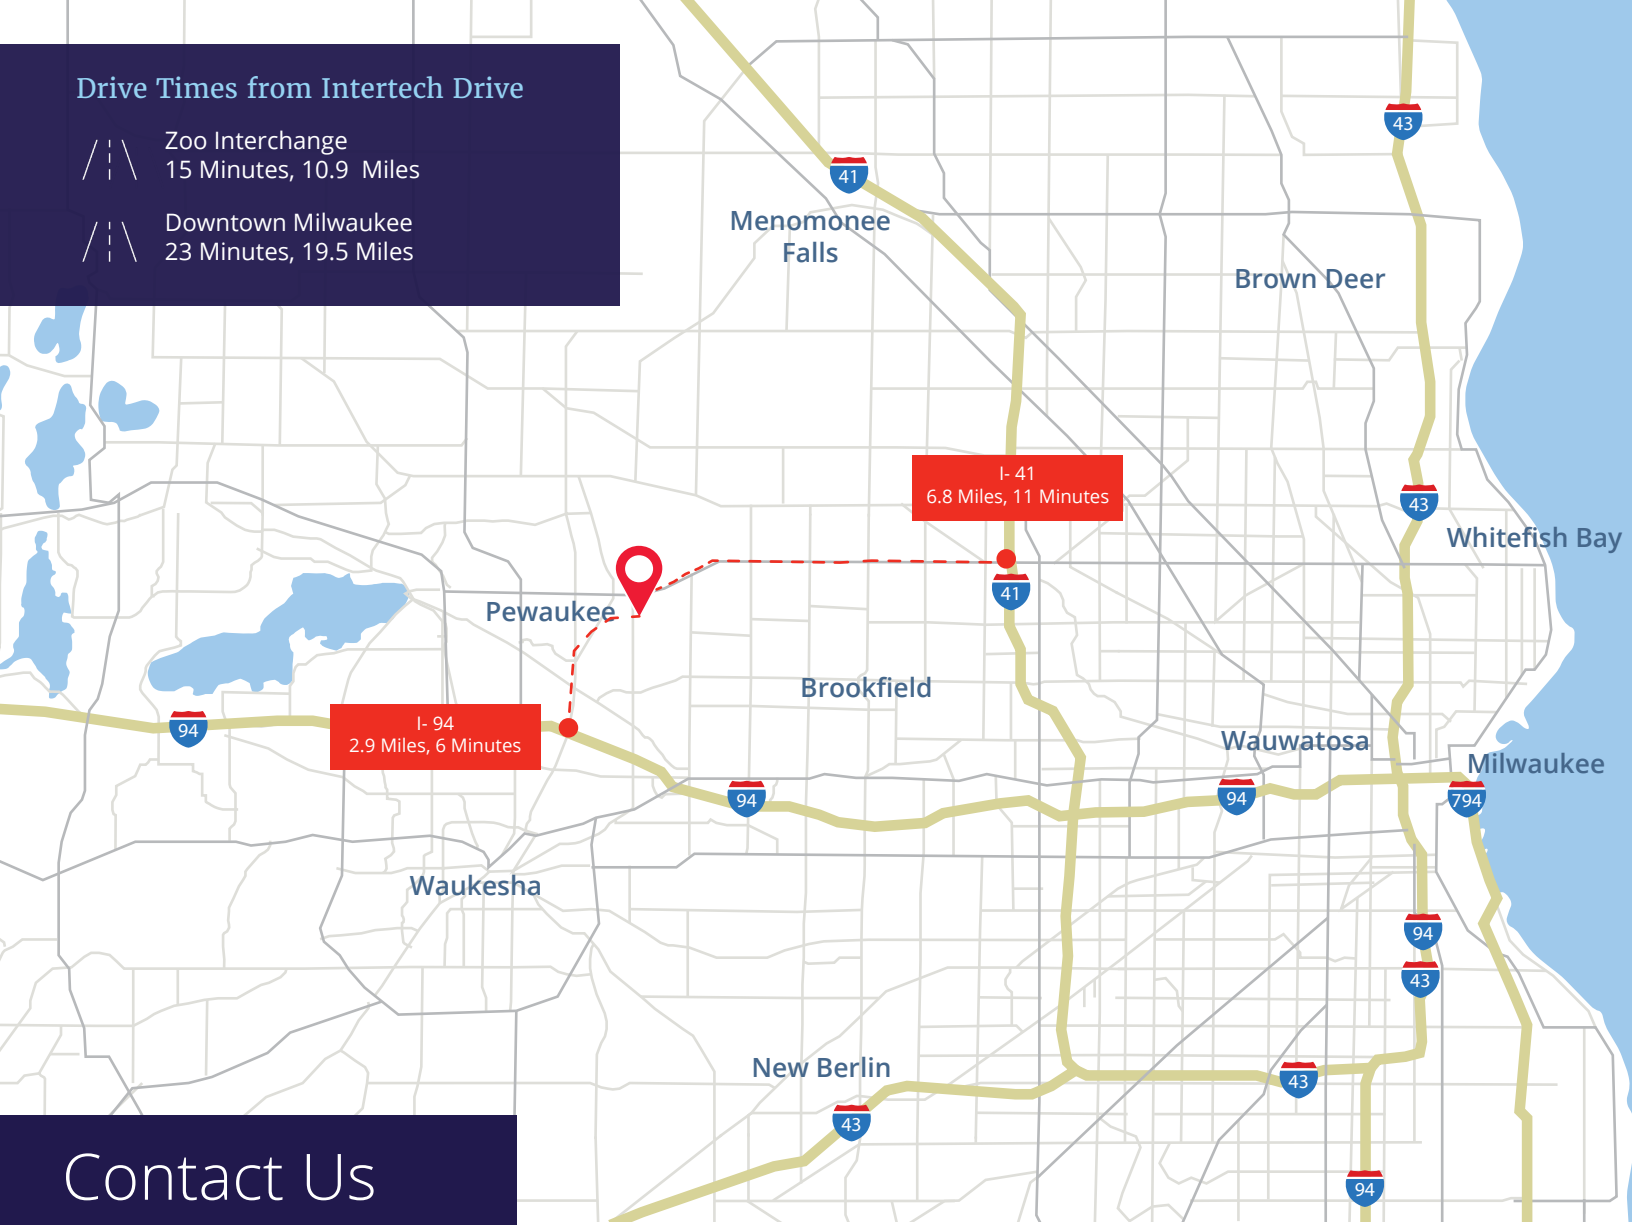 Drive Times from Intertech Drive
Zoo Interchange
15 Minutes, 10.9 Miles
Downtown Milwaukee
23 Minutes, 19.5 Miles
43
41
Menomonee
Falls
Brown Deer
I- 41
6.8 Miles, 11 Minutes
43
Whitefish Bay
41
Pewaukee
Brookfield
I- 94
2.9 Miles, 6 Minutes
94
Wauwatosa
Milwaukee
94
94
794
Waukesha
94
43
New Berlin
43
43
94
Contact Us